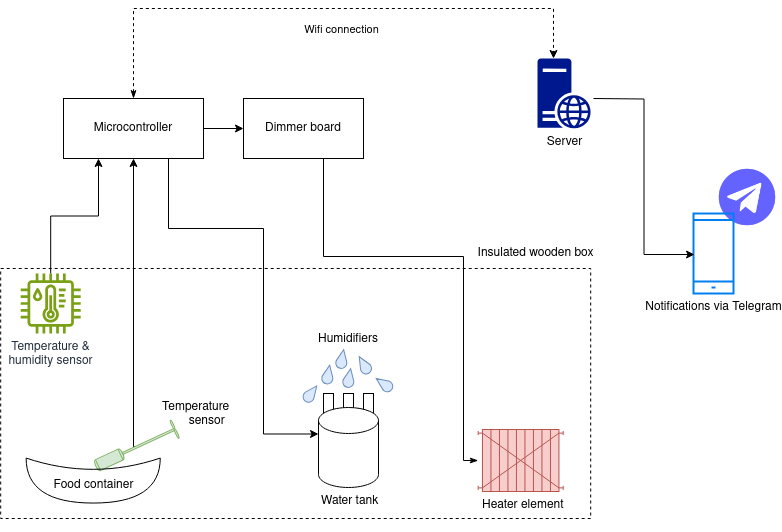 Wifi connection
Microcontroller
Dimmer board
Server
Insulated wooden box
Notifications via Telegram
Temperature &
humidity sensor
Humidifiers
Temperature
sensor
Food container
Water tank
Heater element